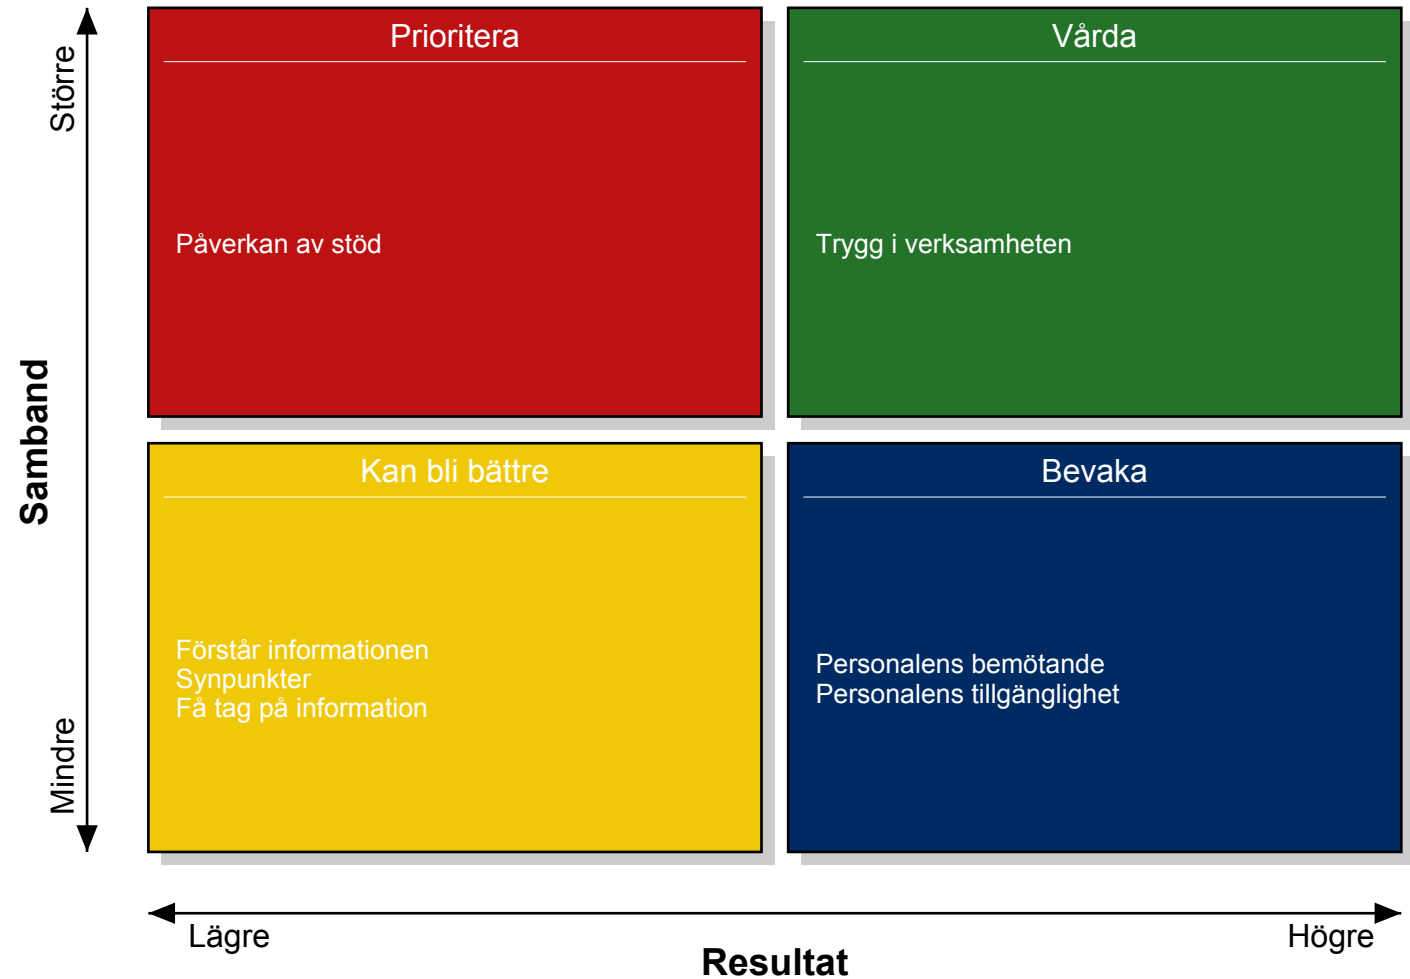 Större
Prioritera
Påverkan av stöd
Vårda
Trygg i verksamheten
Samband
Kan bli bättre
Förstår informationen
Synpunkter
Få tag på information
Bevaka
Personalens bemötande
Personalens tillgänglighet
Mindre
Lägre
Högre
Resultat